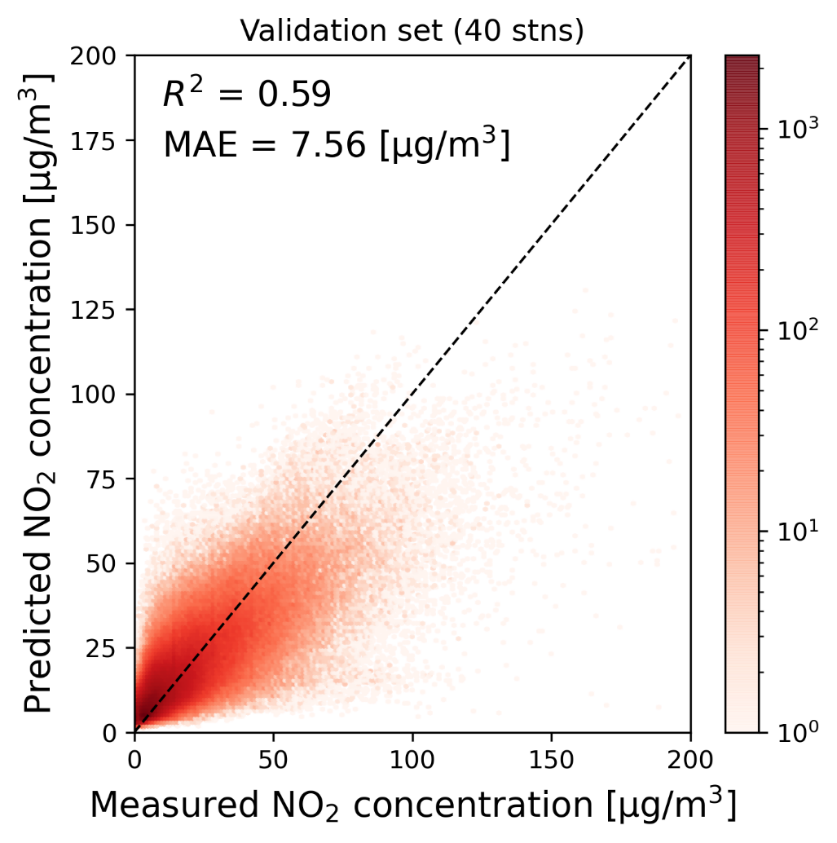 Validation set (40 stns)
R² = 0.59
MAE = 7.56 [µg/m³]
Predicted NO₂ concentration [µg/m³]
200
175
150
125
100
75
50
25
0
0 50 100 150 200
Measured NO₂ concentration [µg/m³]
10³
10²
10¹
10⁰